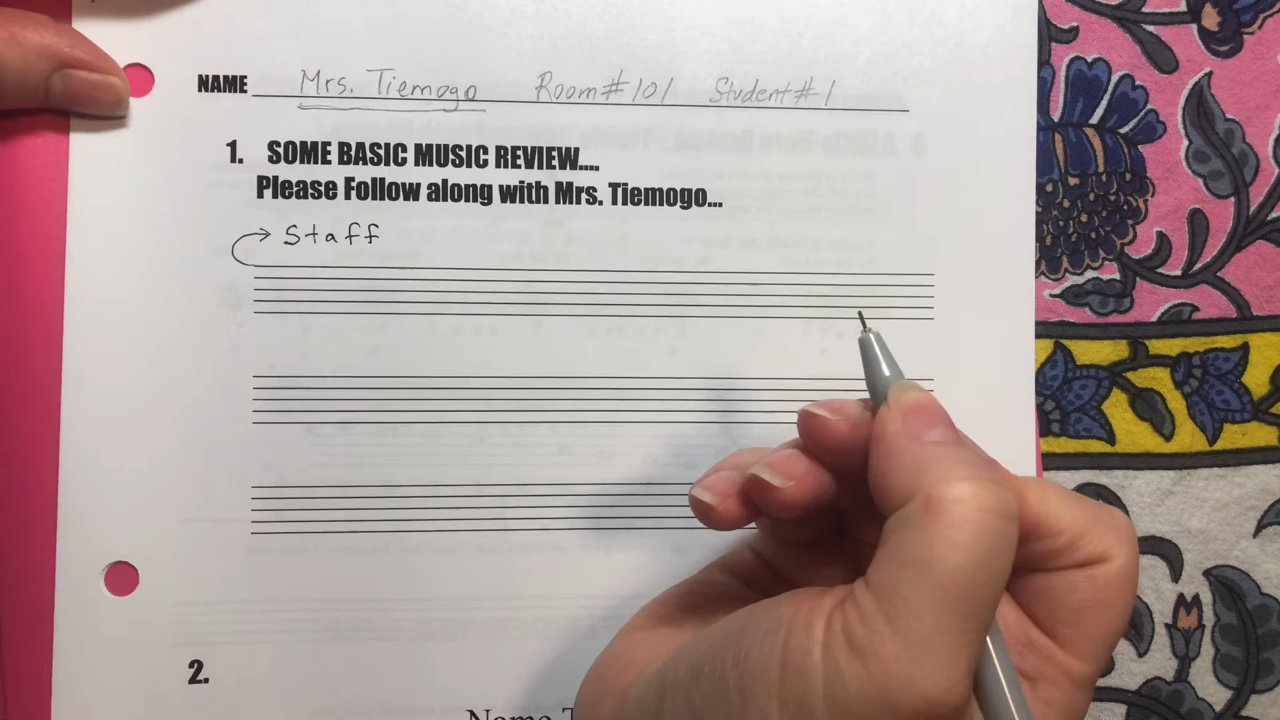 NAME Mrs. Tiemogo Room#101 Student#1
1. SOME BASIC MUSIC REVIEW....
Please Follow along with Mrs. Tiemogo...
Staff
2.
Name